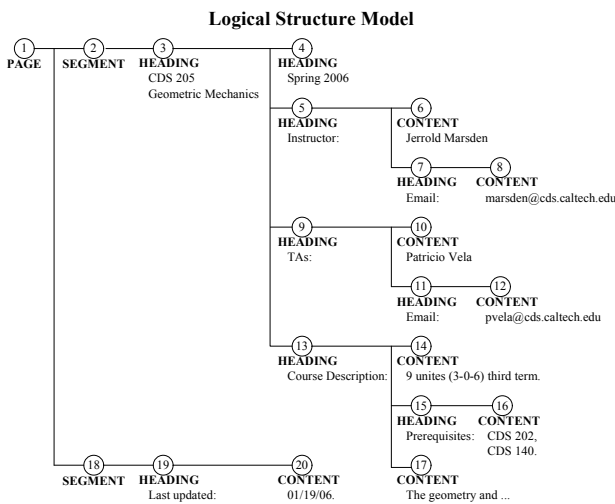 Logical Structure Model
1 2 3 4
PAGE SEGMENT HEADING HEADING
CDS 205 Spring 2006
Geometric Mechanics
5 6
HEADING CONTENT
Instructor: Jerrold Marsden
7 8
HEADING CONTENT
Email: marsden@cds.caltech.edu
9 10
HEADING CONTENT
TAs: Patricio Vela
11 12
HEADING CONTENT
Email: pvela@cds.caltech.edu
13 14
HEADING CONTENT
Course Description: 9 unites (3-0-6) third term.
15 16
HEADING CONTENT
Prerequisites: CDS 202,
CDS 140.
18 19 20 17
SEGMENT HEADING CONTENT CONTENT
Last updated: 01/19/06. The geometry and ...